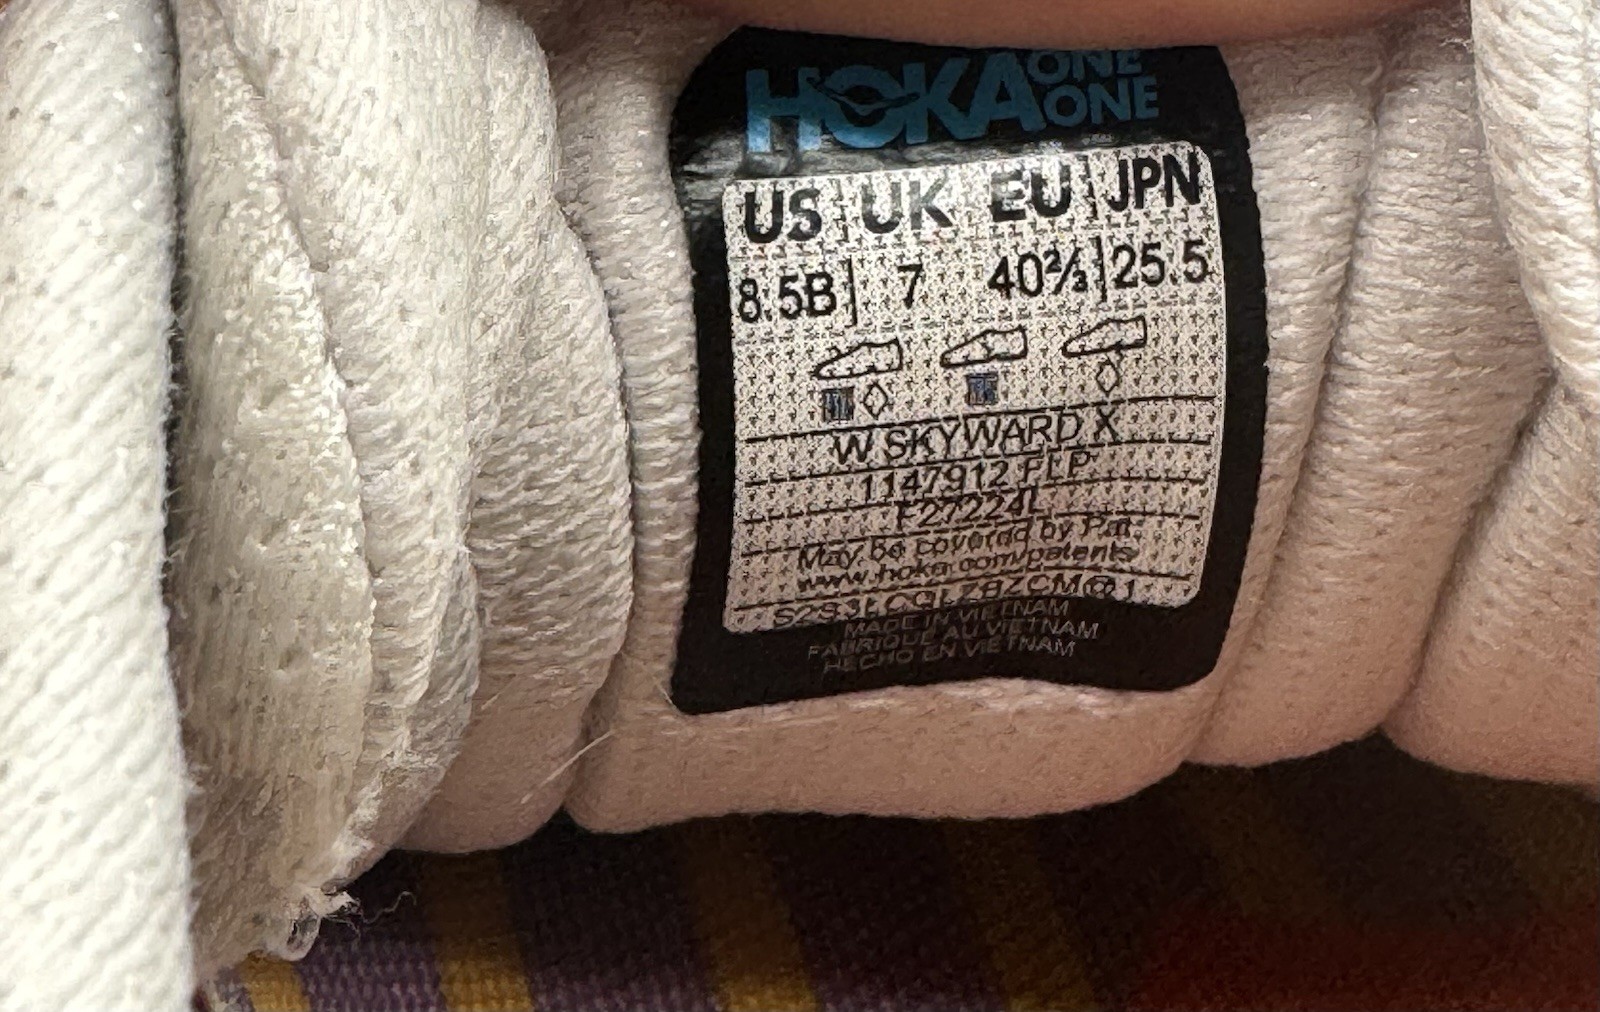 HOKA ONE ONE
US UK EU JPN
8.5B 7 40⅔ 25.5
W SKYWARD X
1147912 FLP
F27224L
May be covered by Pat.
www.hoka.com/patents
MADE IN VIETNAM
FABRIQUE AU VIETNAM
HECHO EN VIETNAM